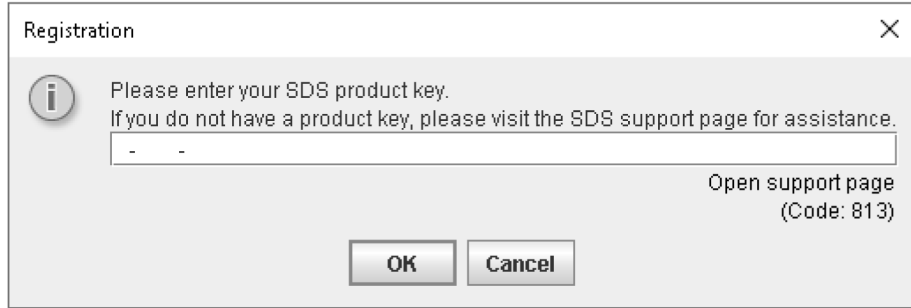 Registration
Please enter your SDS product key.
If you do not have a product key, please visit the SDS support page for assistance.
- -
Open support page
(Code: 813)
OK Cancel